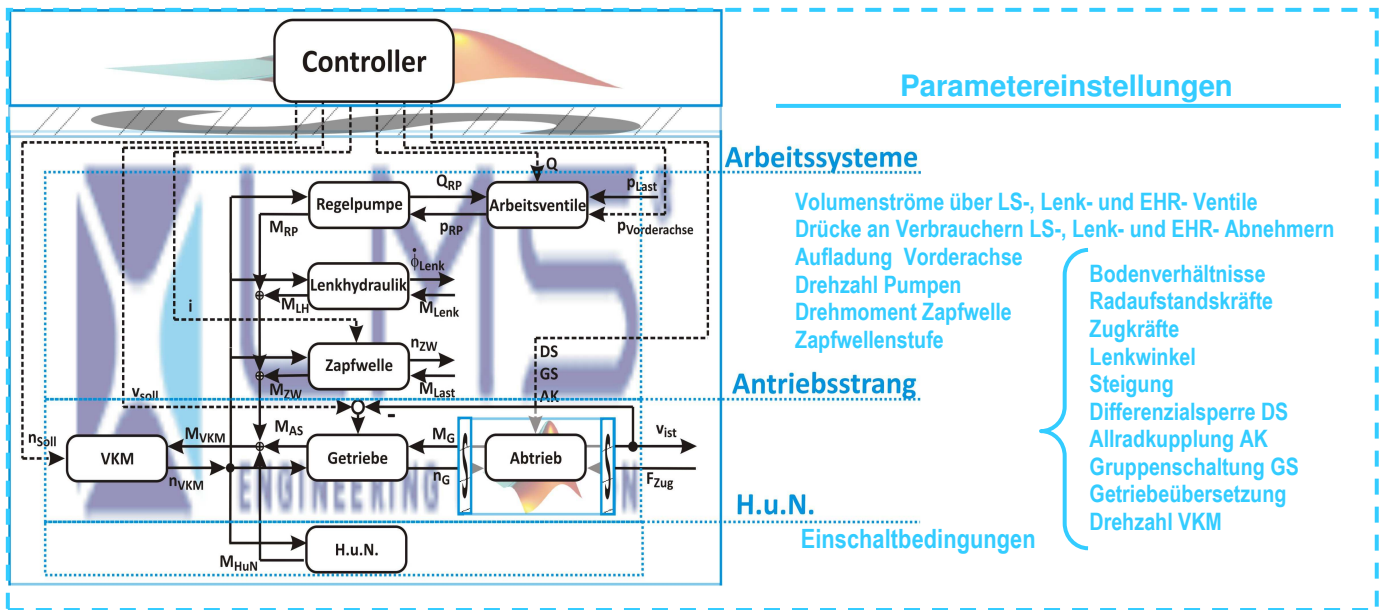 Controller
Parametereinstellungen
Arbeitssysteme
Q
Regelpumpe
Q_RP
Arbeitsventile
p_Last
M_RP
p_RP
p_Vorderachse
Volumenströme über LS-, Lenk- und EHR- Ventile
Drücke an Verbrauchern LS-, Lenk- und EHR- Abnehmern
Aufladung Vorderachse
Drehzahl Pumpen
Drehmoment Zapfwelle
Zapfwellenstufe
ϕ̇_Lenk
Lenkhydraulik
M_LH
M_Lenk
i
n_ZW
Zapfwelle
M_ZW
M_Last
DS
GS
AK
Bodenverhältnisse
Radaufstandskräfte
Zugkräfte
Lenkwinkel
Steigung
Differenzialsperre DS
Allradkupplung AK
Gruppenschaltung GS
Getriebeübersetzung
Drehzahl VKM
Antriebsstrang
v_soll
-
n_Soll
M_VKM
M_AS
M_G
v_ist
VKM
Getriebe
Abtrieb
n_VKM
n_G
F_Zug
LMS
ENGINEERING
H.u.N.
Einschaltbedingungen
H.u.N.
M_HuN